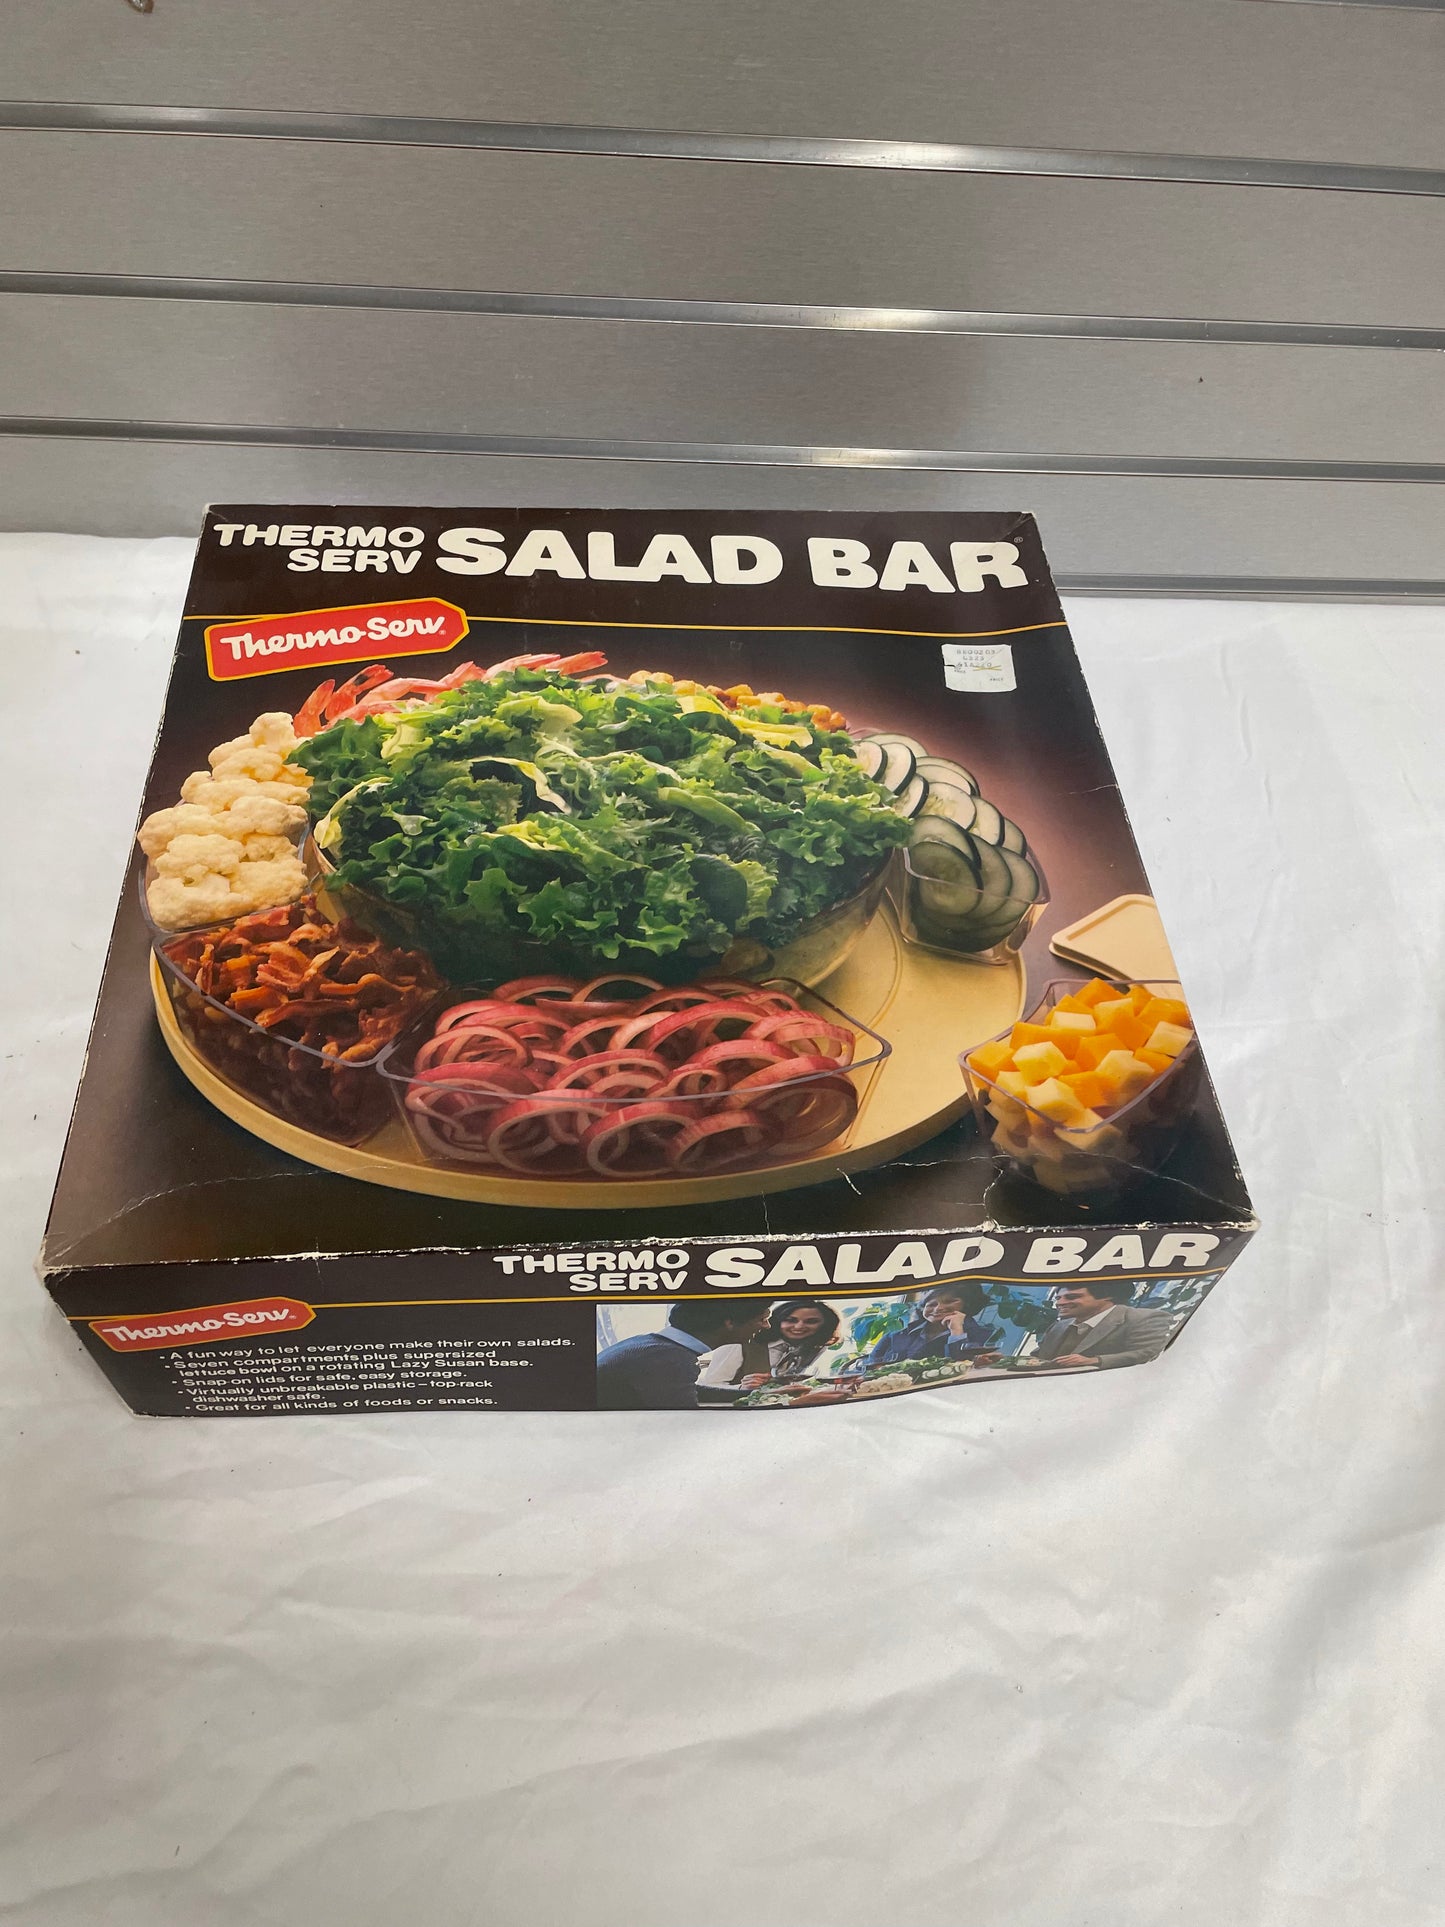 THERMO
SERV SALAD BAR®
Thermo-Serv®
THERMO
SERV SALAD BAR®
Thermo-Serv®
• A fun way to let everyone make their own salads.
• Seven compartments plus supersized
lettuce bowl on a rotating Lazy Susan base.
• Snap-on lids for safe, easy storage.
• Virtually unbreakable plastic—top-rack
dishwasher safe.
• Great for all kinds of foods or snacks.